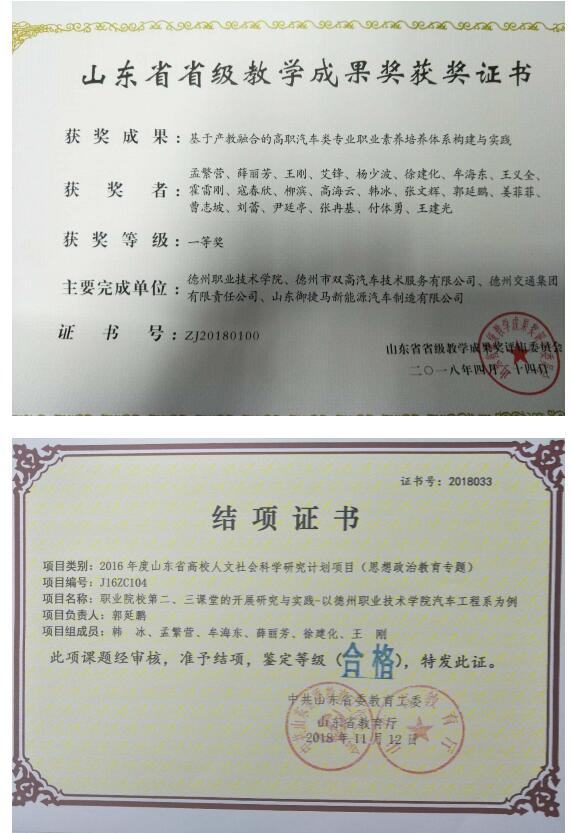 山东省省级教学成果奖获奖证书
获奖成果：基于产教融合的高职汽车类专业职业素养培养体系构建与实践
孟繁营、薛丽芳、王刚、艾锋、杨少波、徐建化、牟海东、王义全、
获奖者：霍雷刚、寇春欣、柳滨、高海云、韩冰、张文辉、郭延鹏、姜菲菲、
曹志坡、刘蕾、尹廷亭、张冉基、付体勇、王建光
获奖等级：一等奖
主要完成单位：德州职业技术学院、德州市双高汽车技术服务有限公司、德州交通集团
有限责任公司、山东御捷马新能源汽车制造有限公司
证书号：ZJ20180100
山东省省级教学成果奖评审委员会
二〇一八年四月二十四日
证书号：2018033
结项证书
项目类别：2016年度山东省高校人文社会科学研究计划项目（思想政治教育专题）
项目编号：J16ZC104
项目名称：职业院校第二、三课堂的开展研究与实践-以德州职业技术学院汽车工程系为例
项目负责人：郭延鹏
项目组成员：韩 冰、孟繁营、牟海东、薛丽芳、徐建化、王 刚
此项课题经审核，准予结项，鉴定等级（合格），特发此证。
中共山东省委教育工委
山东省教育厅
2018年11月12日